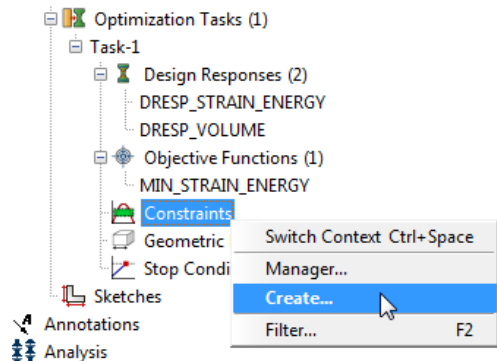 Optimization Tasks (1)
Task-1
Design Responses (2)
DRESP_STRAIN_ENERGY
DRESP_VOLUME
Objective Functions (1)
MIN_STRAIN_ENERGY
Constraints
Geometric
Switch Context Ctrl+Space
Stop Condi
Manager...
Sketches
Create...
Annotations
Filter... F2
Analysis